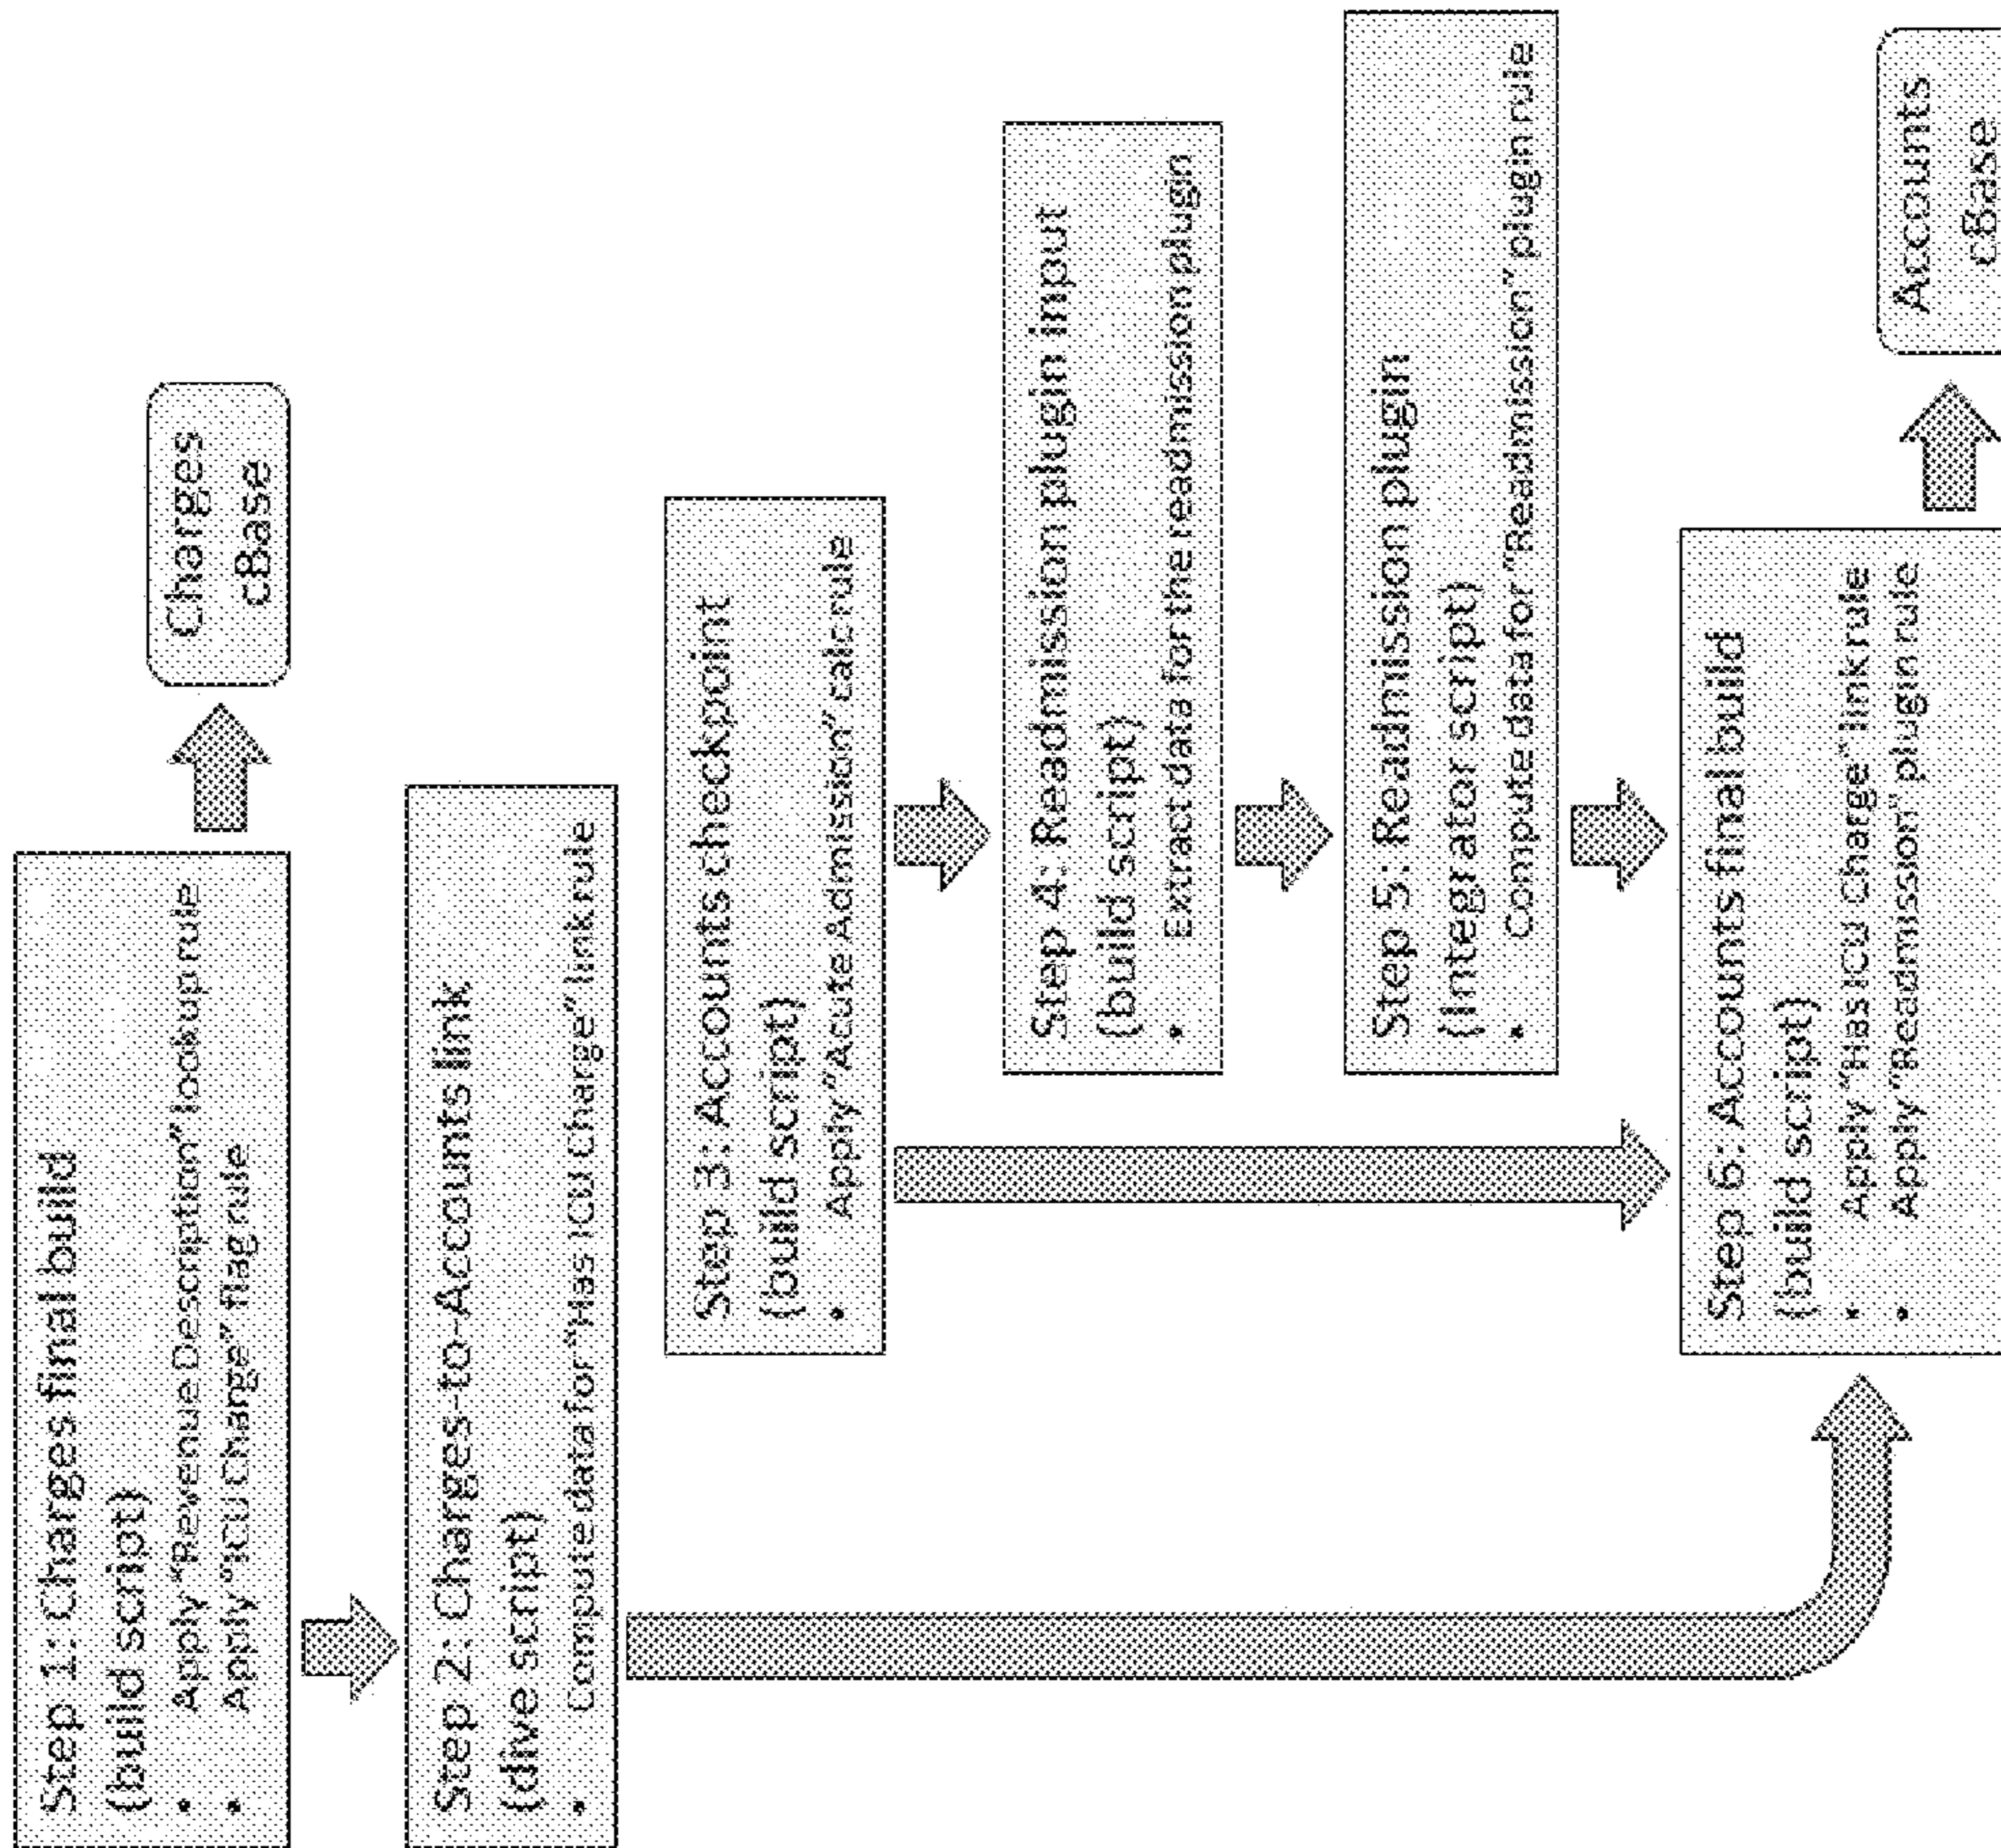 Step 1: Charges final build
(build script)
• Apply "Revenue Description" lookup rule
• Apply "ICU Charge" flag rule
Charges
cBase
Step 2: Charges-to-Accounts link
(dive script)
• Compute data for "Has ICU Charge" link rule
Step 3: Accounts checkpoint
(build script)
• Apply "Acute Admission" calc rule
Step 4: Readmission plugin input
(build script)
• Extract data for the readmission plugin
Step 5: Readmission plugin
(Integrator script)
• Compute data for "Readmission" plugin rule
Step 6: Accounts final build
(build script)
• Apply "Has ICU Charge" link rule
• Apply "Readmission" plugin rule
Accounts
cBase